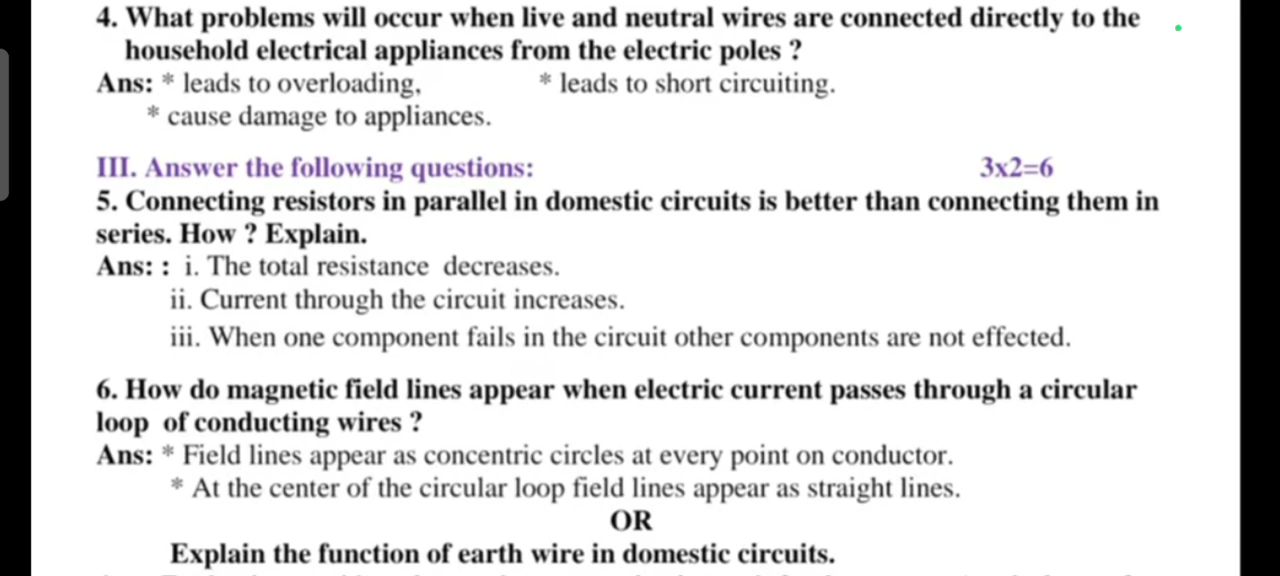 4. What problems will occur when live and neutral wires are connected directly to the
household electrical appliances from the electric poles ?
Ans: * leads to overloading, * leads to short circuiting.
* cause damage to appliances.
III. Answer the following questions: 3x2=6
5. Connecting resistors in parallel in domestic circuits is better than connecting them in
series. How ? Explain.
Ans: : i. The total resistance decreases.
ii. Current through the circuit increases.
iii. When one component fails in the circuit other components are not effected.
6. How do magnetic field lines appear when electric current passes through a circular
loop of conducting wires ?
Ans: * Field lines appear as concentric circles at every point on conductor.
* At the center of the circular loop field lines appear as straight lines.
OR
Explain the function of earth wire in domestic circuits.